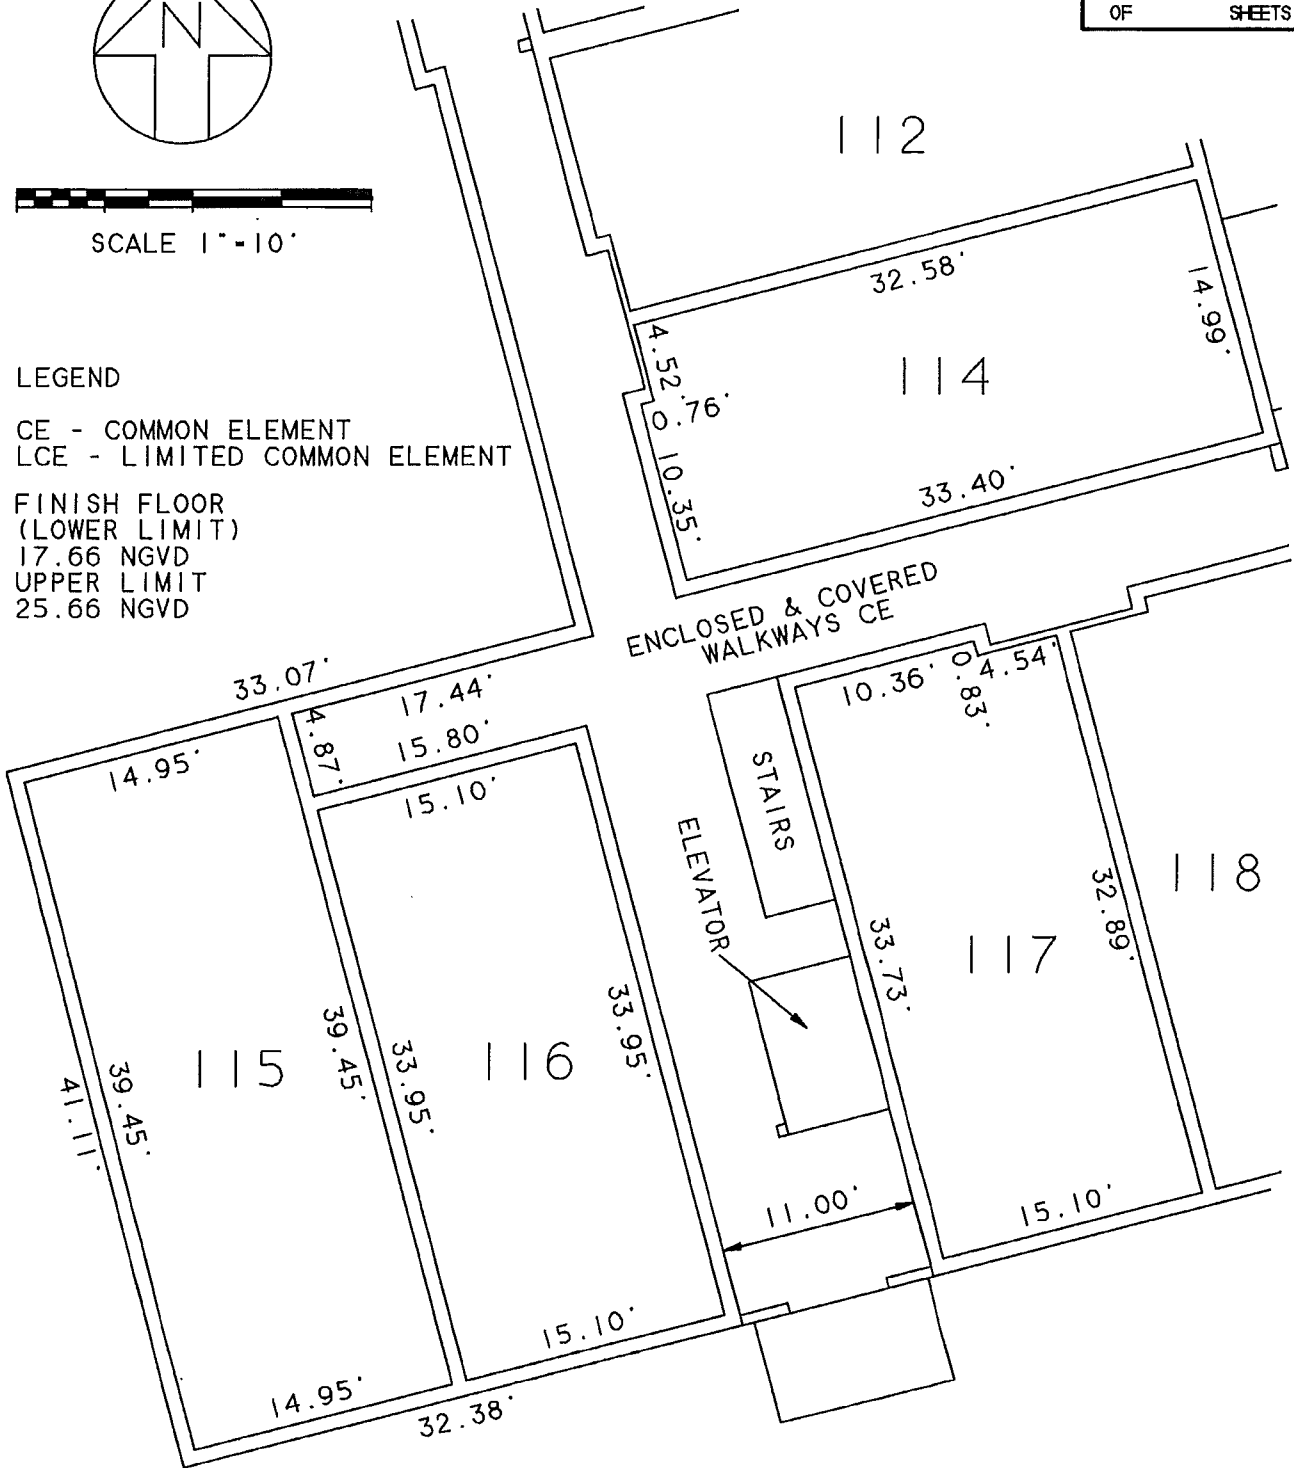 N
OF SHEETS
SCALE 1"-10'
LEGEND
CE - COMMON ELEMENT
LCE - LIMITED COMMON ELEMENT
FINISH FLOOR
(LOWER LIMIT)
17.66 NGVD
UPPER LIMIT
25.66 NGVD
112
32.58'
14.99'
4.52'
114
0.76'
10.35'
33.40'
ENCLOSED & COVERED
WALKWAYS CE
33.07'
17.44'
4.87'
15.80'
14.95'
15.10'
10.36'
0.83'
4.54'
STAIRS
ELEVATOR
118
117
32.89'
33.73'
115
116
33.95'
39.45'
33.95'
39.45'
41.11'
11.00'
15.10'
15.10'
14.95'
32.38'